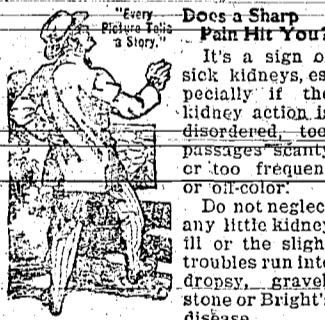 "Every
Picture Tells
a Story."
Does a Sharp
Pain Hit You?
It's a sign o
sick kidneys, es
pecially if the
kidney action is
disordered, too
passages scanty
or too frequen
or off-color.
Do not neglec
any little kidney
ill or the sligh
troubles run into
dropsy, gravel
stone or Bright's
disease.